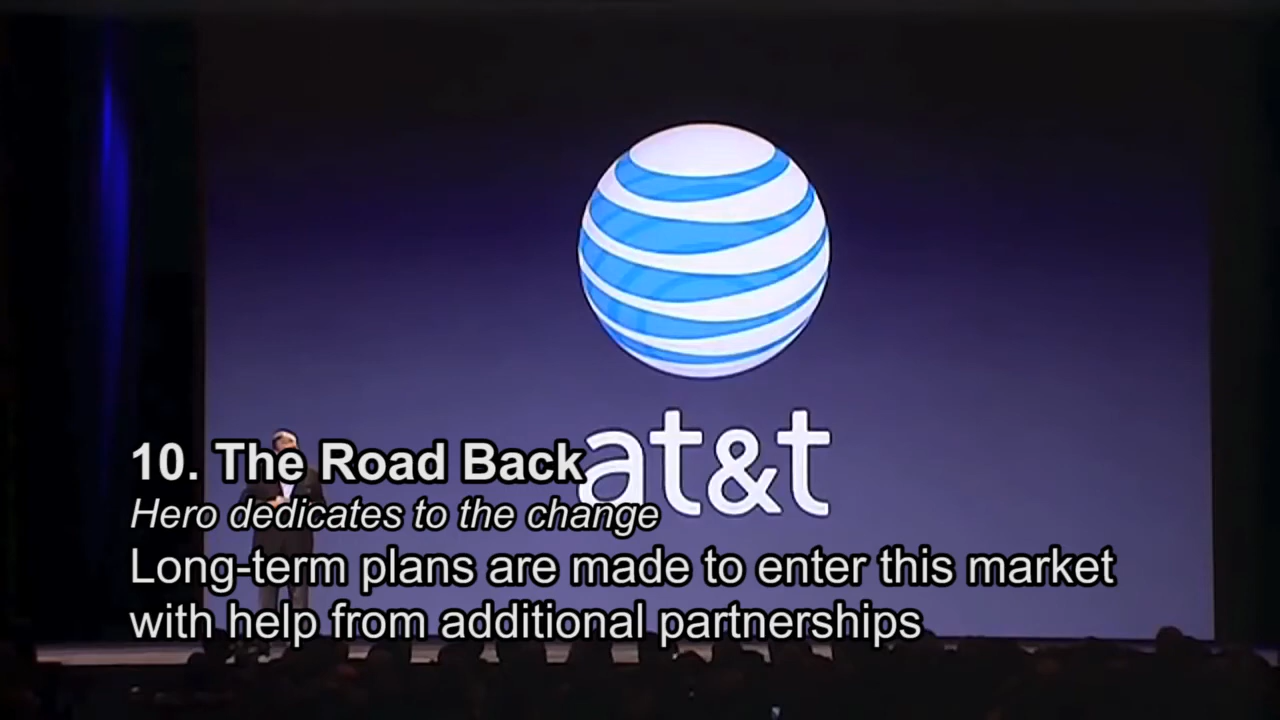 at&t
10. The Road Back
Hero dedicates to the change
Long-term plans are made to enter this market
with help from additional partnerships